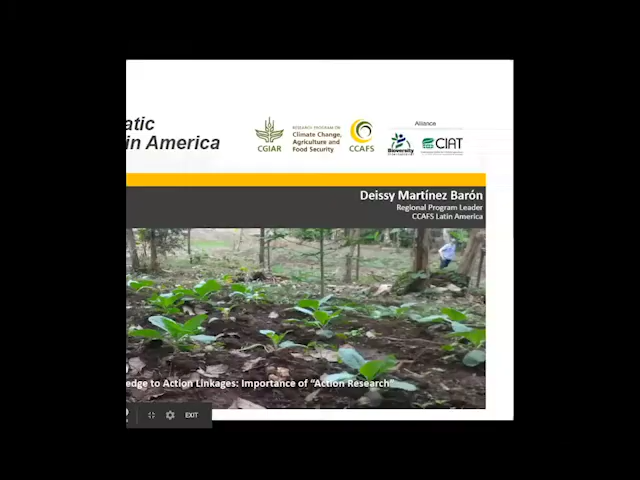 atic
in America
CGIAR
RESEARCH PROGRAM ON
Climate Change,
Agriculture and
Food Security
CCAFS
Alliance
Bioversity
CIAT
Deissy Martínez Barón
Regional Program Leader
CCAFS Latin America
edge to Action Linkages: Importance of “Action Research”
EXIT